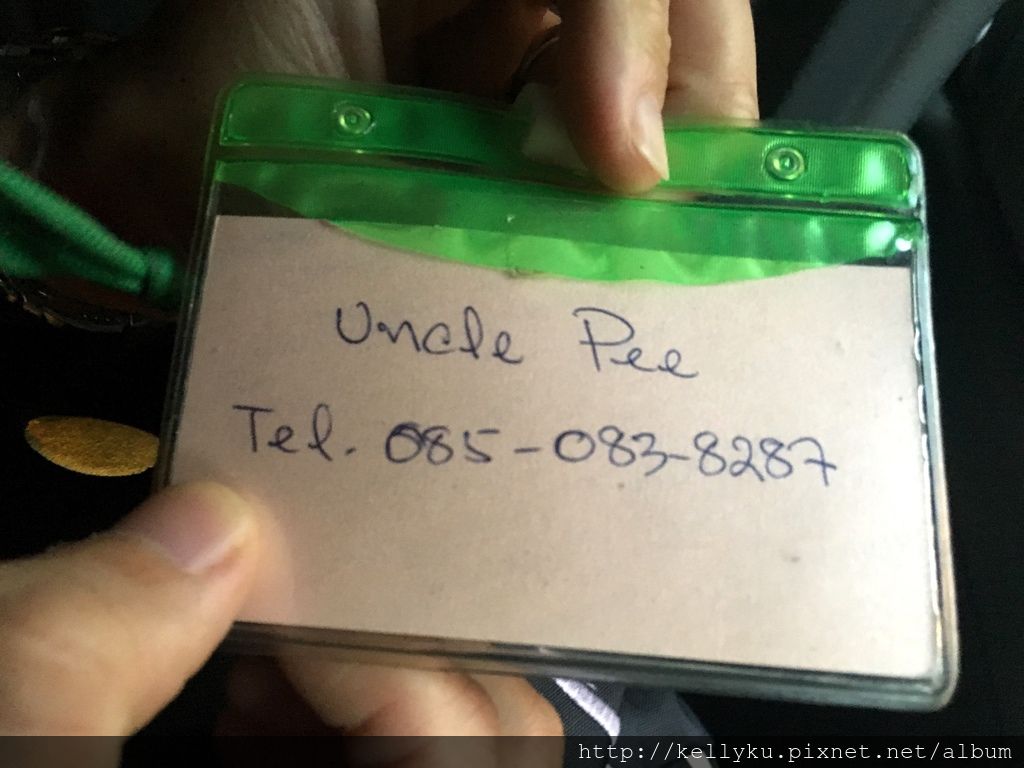 Uncle Pee
Tel. 085-083-8287
http://kellyku.pixnet.net/album